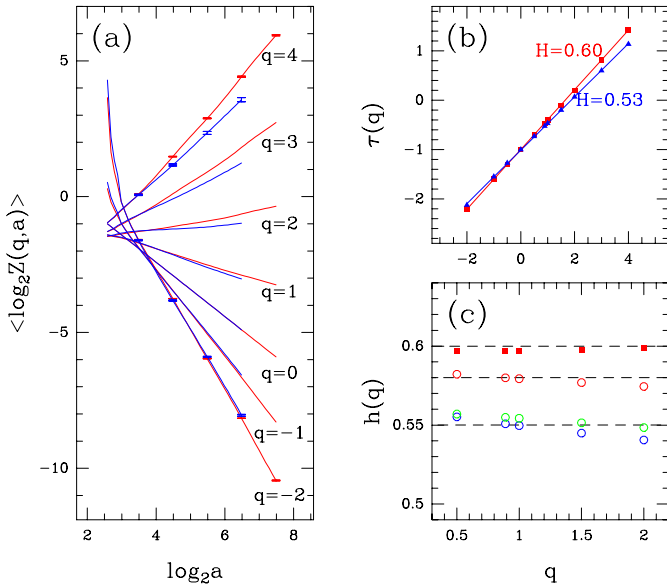 (a)
q=4
q=3
q=2
q=1
q=0
q=−1
q=−2
5
0
−5
−10
<log₂Z(q,a)>
2
4
6
8
log₂a
(b)
H=0.60
H=0.53
1
0
−1
−2
τ(q)
−2
0
2
4
(c)
0.6
0.55
0.5
h(q)
0.5
1
1.5
2
q